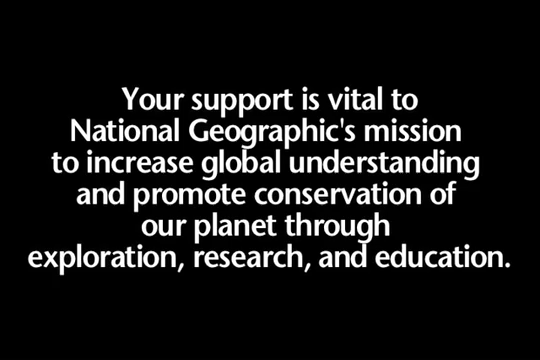 Your support is vital to
National Geographic's mission
to increase global understanding
and promote conservation of
our planet through
exploration, research, and education.